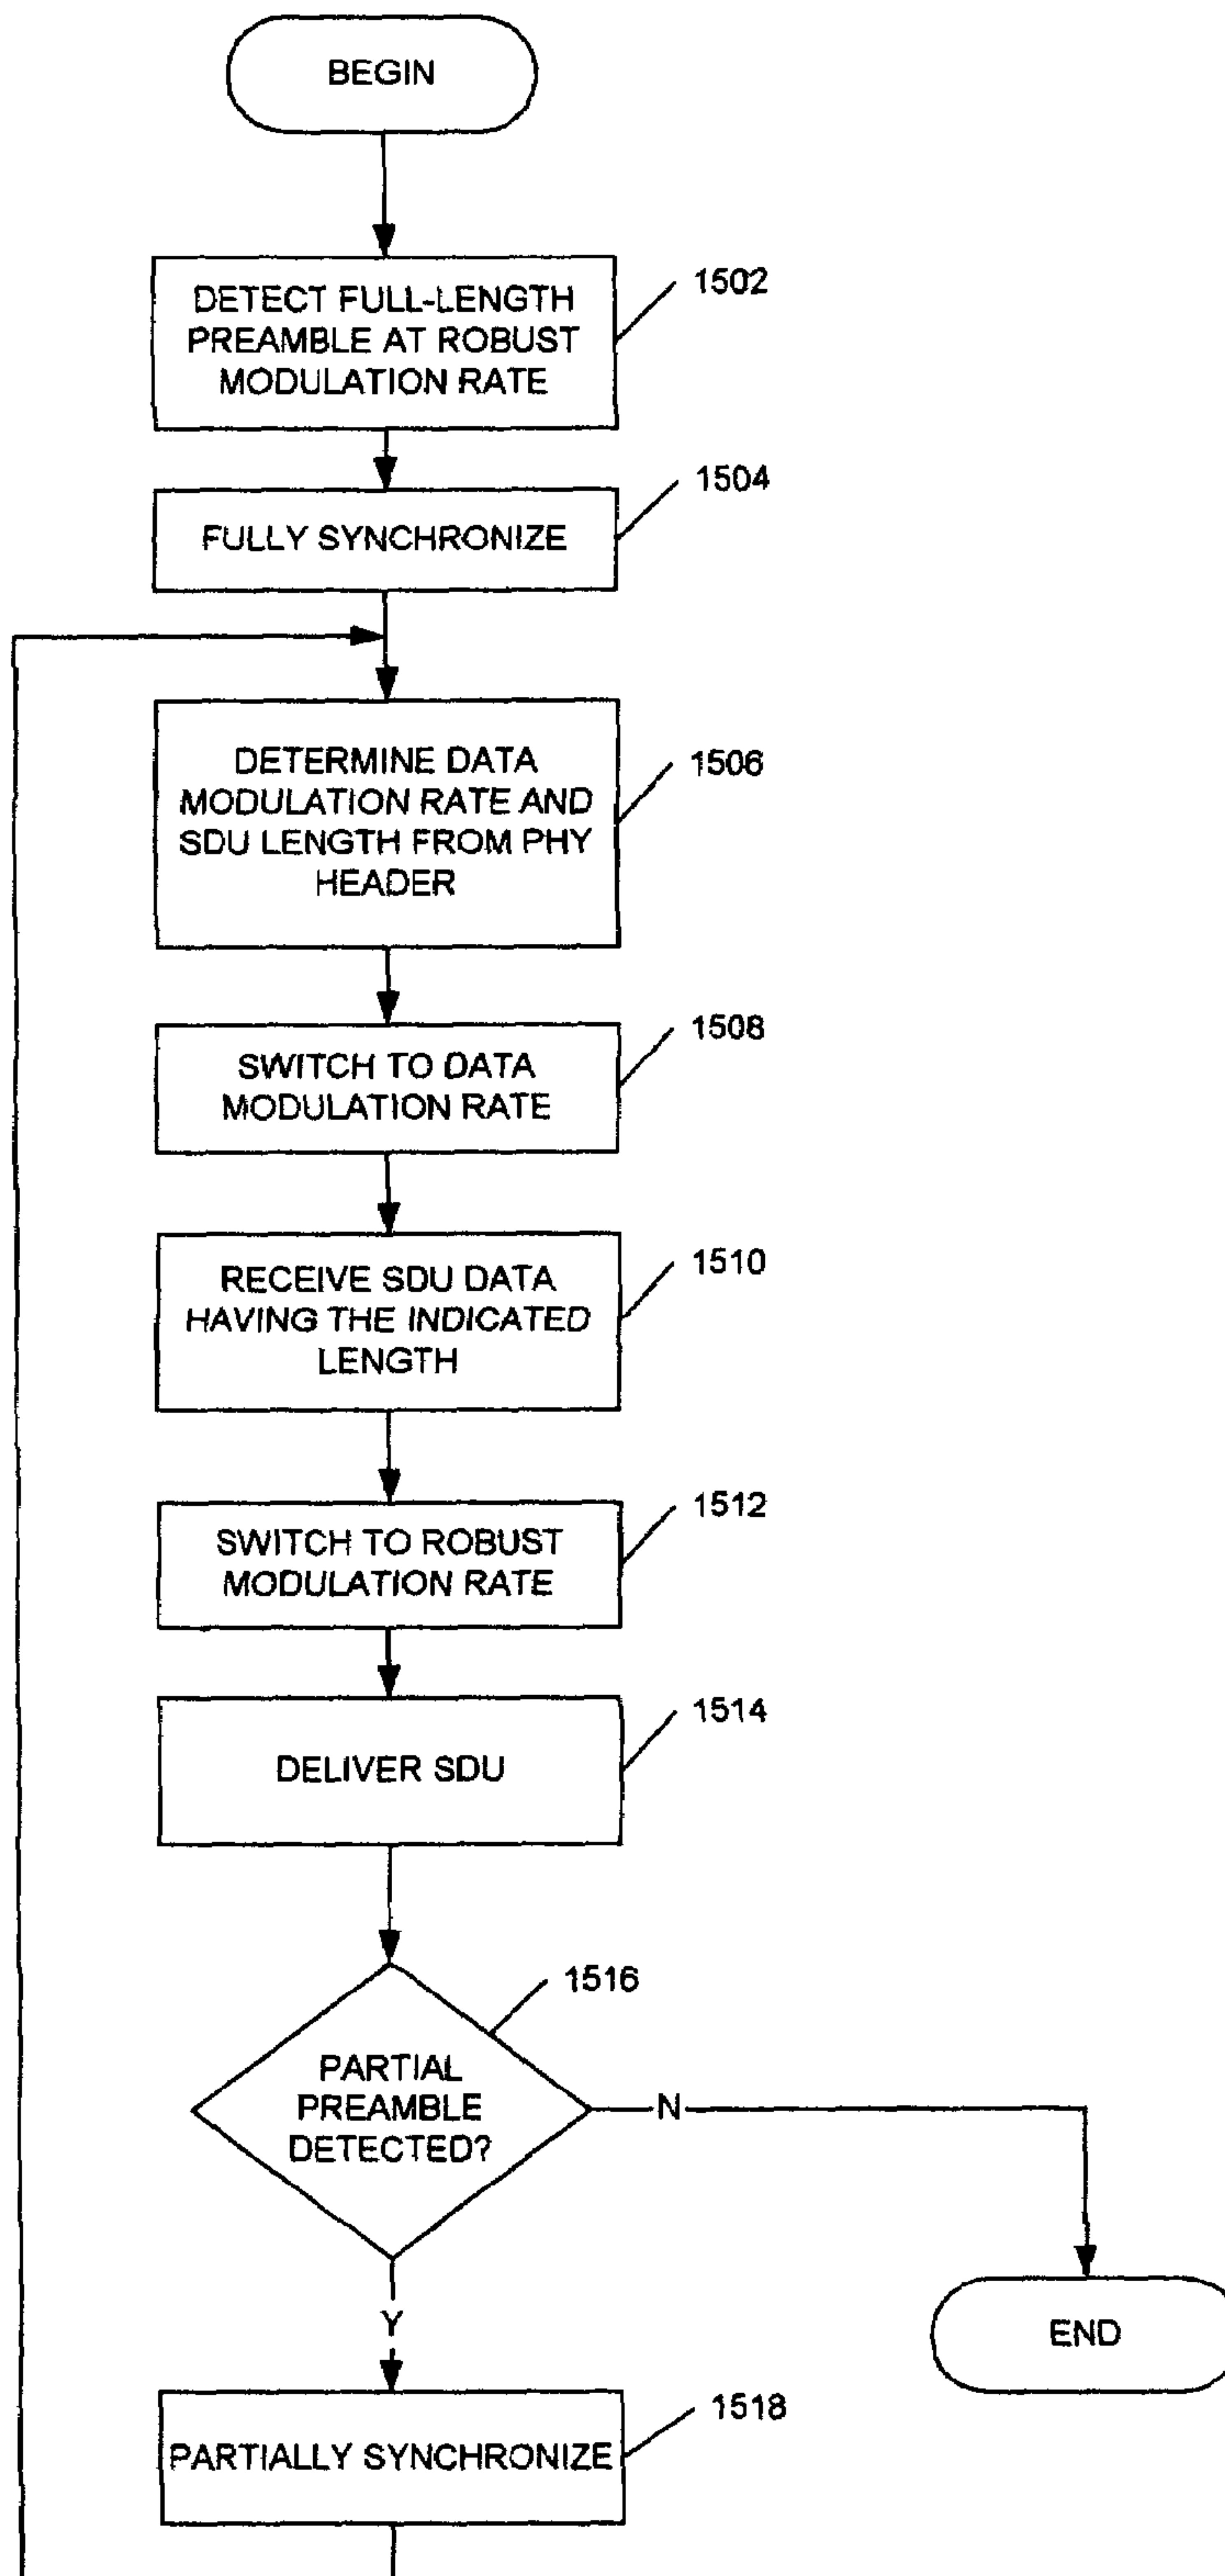 BEGIN
DETECT FULL-LENGTH
PREAMBLE AT ROBUST
MODULATION RATE
1502
FULLY SYNCHRONIZE
1504
DETERMINE DATA
MODULATION RATE AND
SDU LENGTH FROM PHY
HEADER
1506
SWITCH TO DATA
MODULATION RATE
1508
RECEIVE SDU DATA
HAVING THE INDICATED
LENGTH
1510
SWITCH TO ROBUST
MODULATION RATE
1512
DELIVER SDU
1514
PARTIAL
PREAMBLE
DETECTED?
1516
N
Y
END
PARTIALLY SYNCHRONIZE
1518